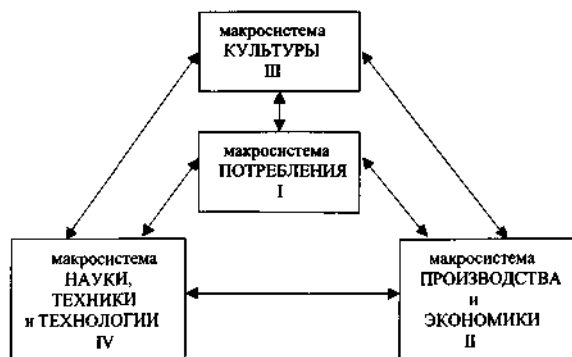 макросистема
КУЛЬТУРЫ
III
макросистема
ПОТРЕБЛЕНИЯ
I
макросистема
НАУКИ,
ТЕХНИКИ
и ТЕХНОЛОГИИ
IV
макросистема
ПРОИЗВОДСТВА
и
ЭКОНОМИКИ
II